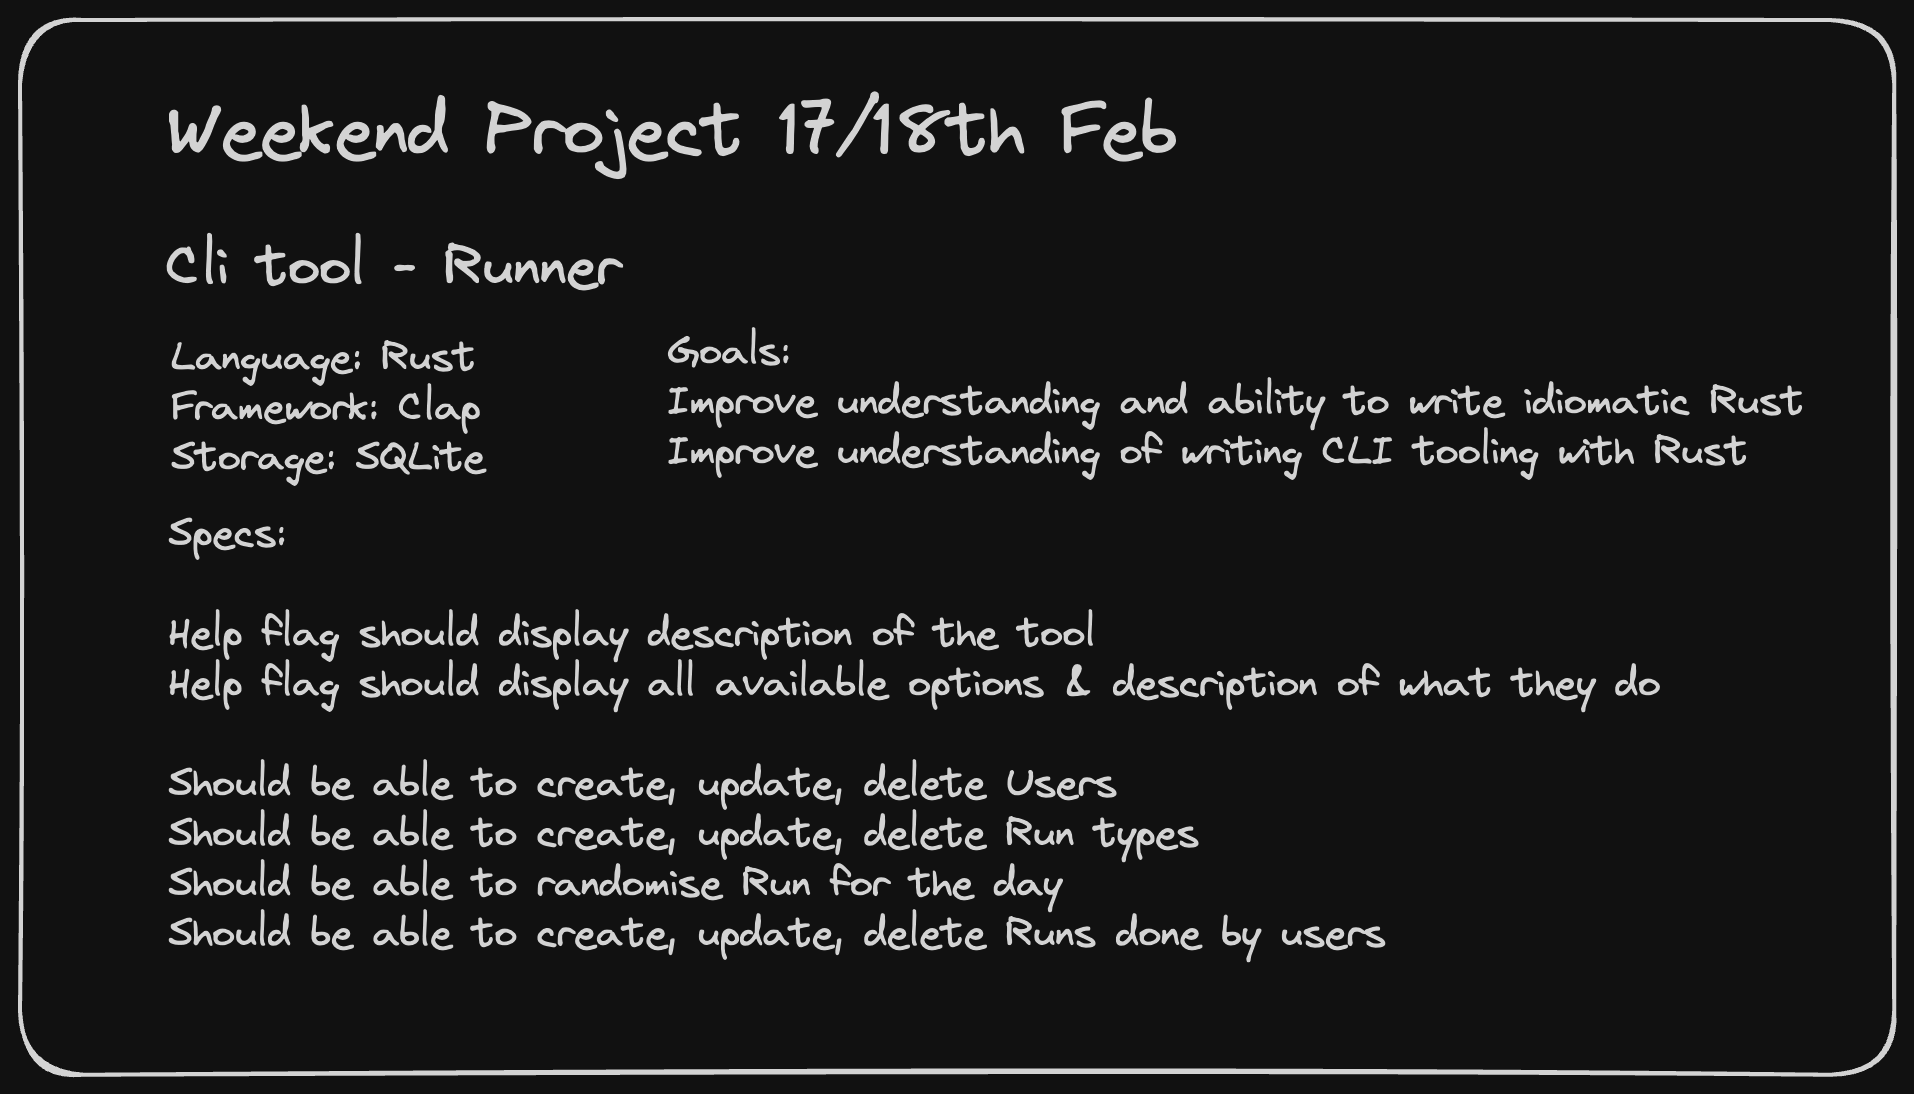 Weekend Project 17/18th Feb
Cli tool - Runner
Language: Rust
Framework: Clap
Storage: SQLite
Goals:
Improve understanding and ability to write idiomatic Rust
Improve understanding of writing CLI tooling with Rust
Specs:
Help flag should display description of the tool
Help flag should display all available options & description of what they do
Should be able to create, update, delete Users
Should be able to create, update, delete Run types
Should be able to randomise Run for the day
Should be able to create, update, delete Runs done by users